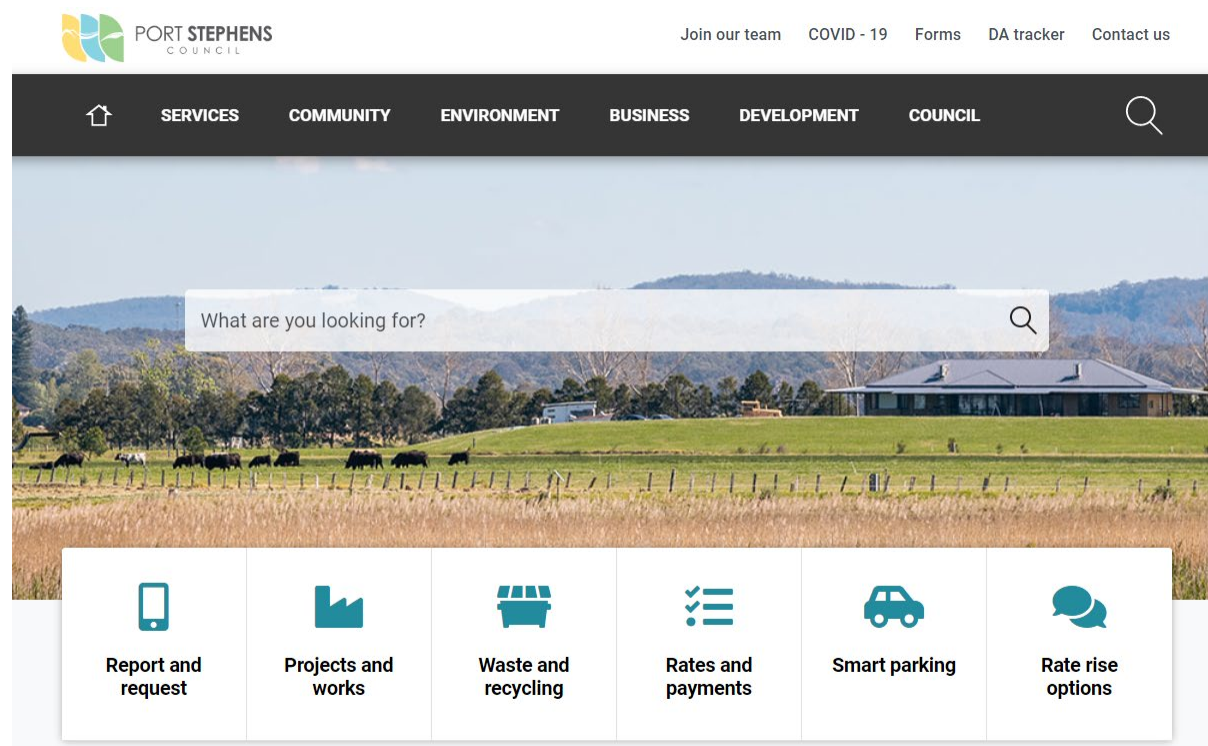 PORT STEPHENS
COUNCIL
Join our team COVID - 19 Forms DA tracker Contact us
SERVICES COMMUNITY ENVIRONMENT BUSINESS DEVELOPMENT COUNCIL
What are you looking for?
Report and
request
Projects and
works
Waste and
recycling
Rates and
payments
Smart parking
Rate rise
options